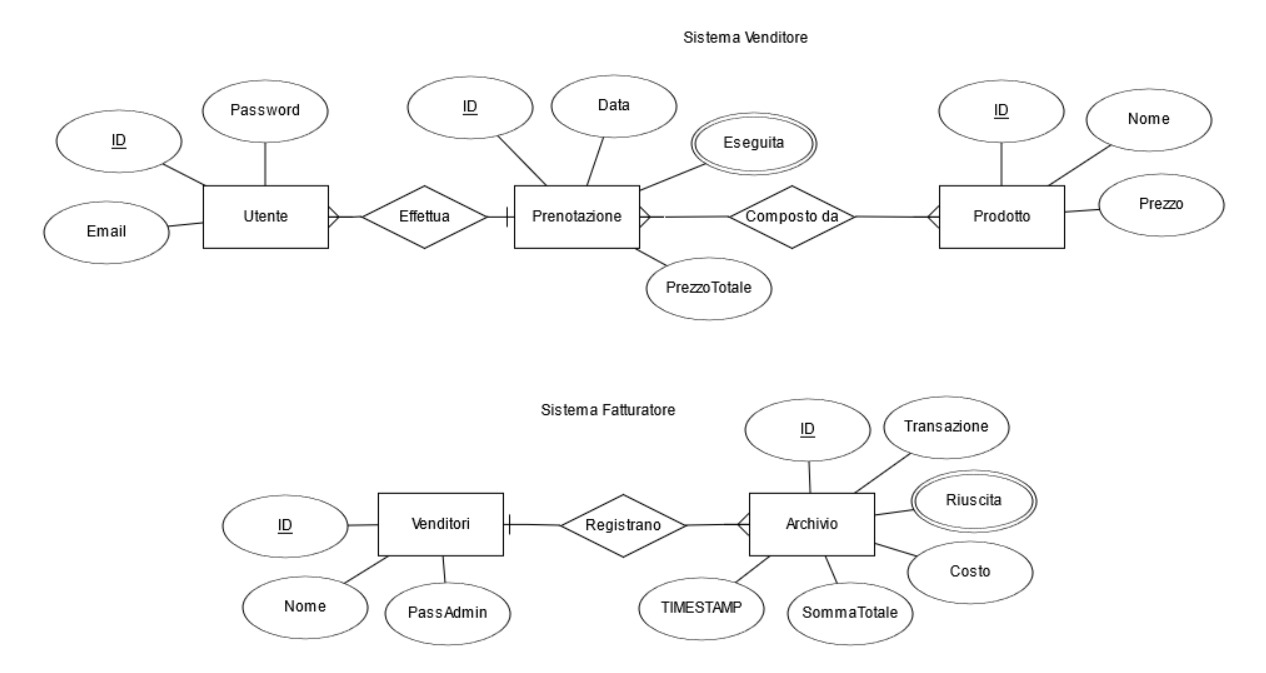 Sistema Venditore
ID
Password
Email
Utente
Effettua
ID
Data
Eseguita
Prenotazione
PrezzoTotale
Composto da
ID
Nome
Prezzo
Prodotto
Sistema Fatturatore
ID
Nome
PassAdmin
Venditori
Registrano
ID
Transazione
Riuscita
Archivio
Costo
TIMESTAMP
SommaTotale